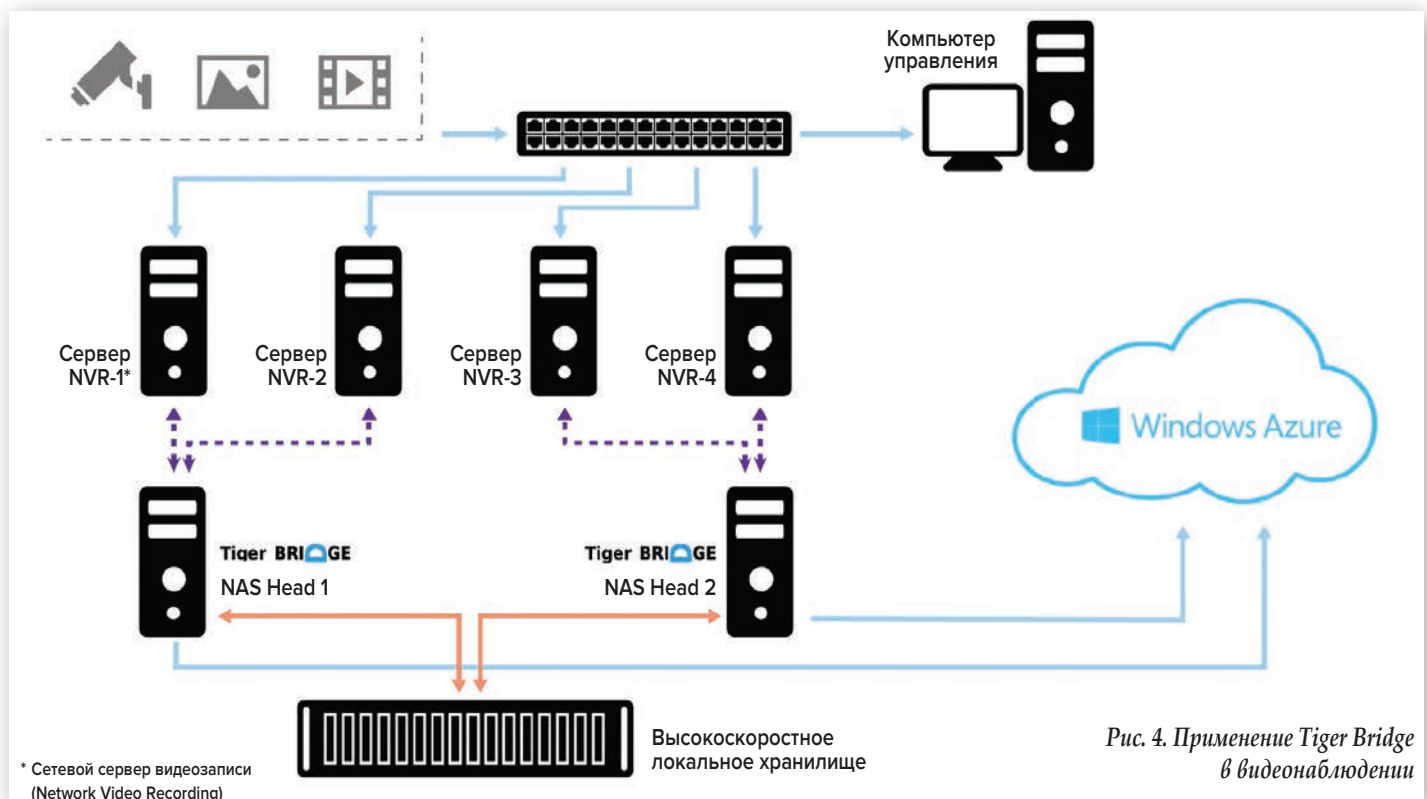 Компьютер
управления
Сервер
NVR-1*
Сервер
NVR-2
Сервер
NVR-3
Сервер
NVR-4
Windows Azure
Tiger BRIDGE
NAS Head 1
Tiger BRIDGE
NAS Head 2
Высокоскоростное
локальное хранилище
* Сетевой сервер видеозаписи
(Network Video Recording)
Рис. 4. Применение Tiger Bridge
в видеонаблюдении